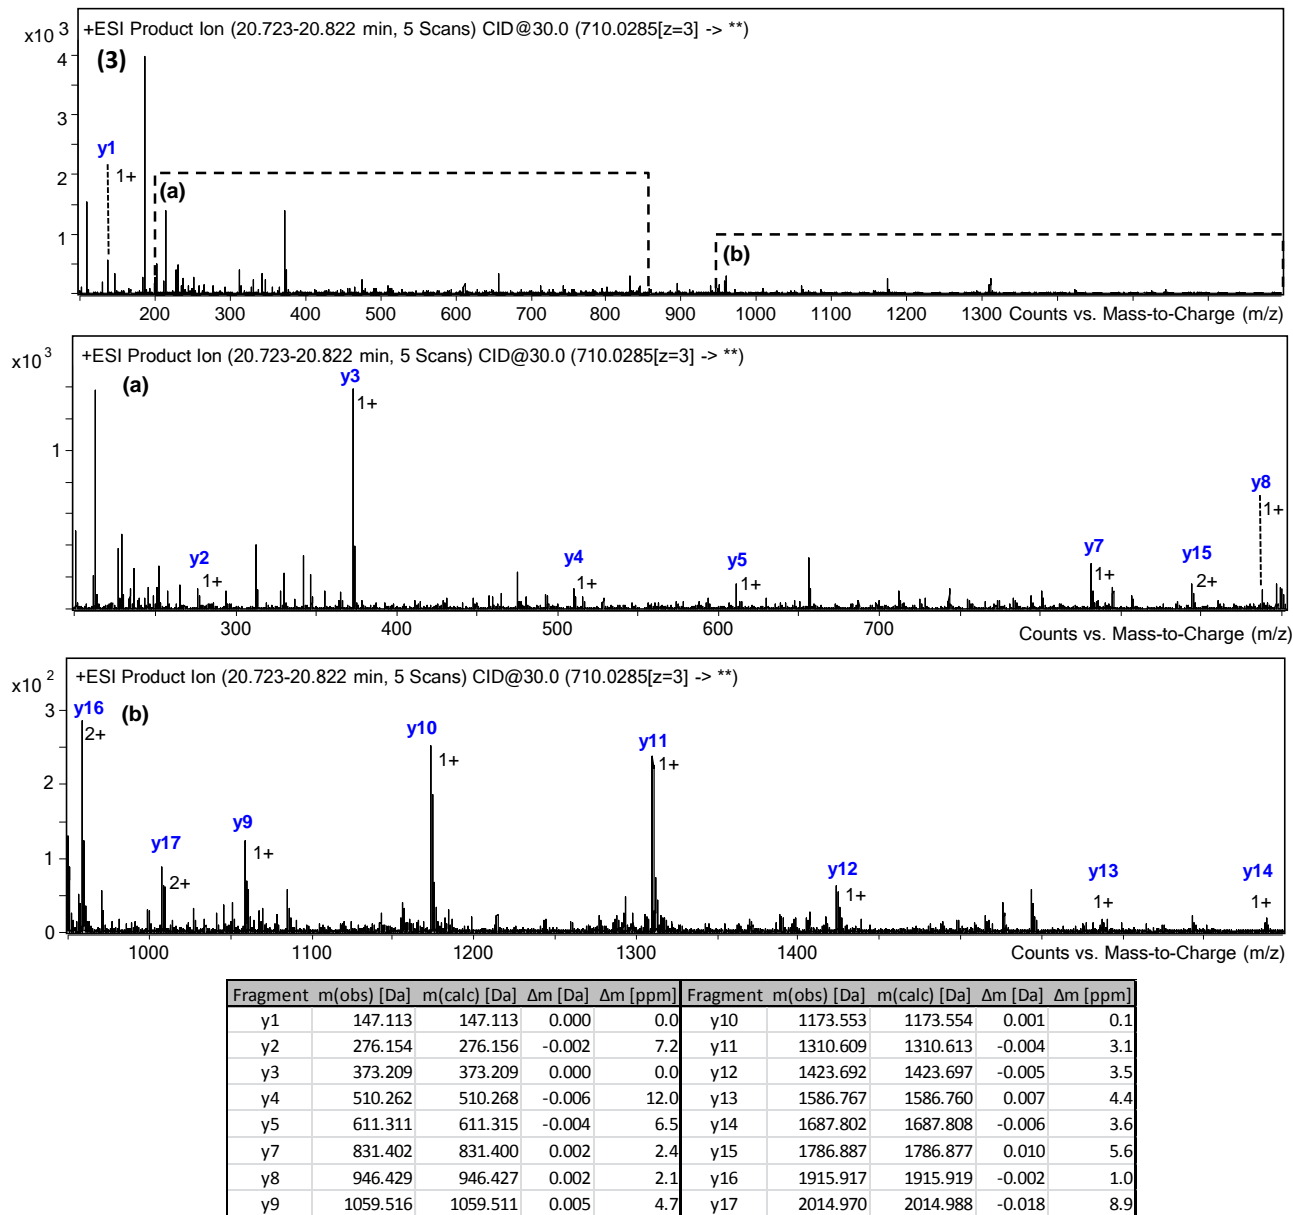 +ESI Product Ion (20.723-20.822 min, 5 Scans) CID@30.0 (710.0285[z=3] -> **)
x10 3
(3)
4
3
2
1
y1
1+
(a)
(b)
200 300 400 500 600 700 800 900 1000 1100 1200 1300 Counts vs. Mass-to-Charge (m/z)
+ESI Product Ion (20.723-20.822 min, 5 Scans) CID@30.0 (710.0285[z=3] -> **)
x10 3
(a)
1
y2
1+
y3
1+
y4
1+
y5
1+
y7
1+
y15
2+
y8
1+
300 400 500 600 700
Counts vs. Mass-to-Charge (m/z)
+ESI Product Ion (20.723-20.822 min, 5 Scans) CID@30.0 (710.0285[z=3] -> **)
x10 2
(b)
3
2
1
0
y16
2+
y17
2+
y9
1+
y10
1+
y11
1+
y12
1+
y13
1+
y14
1+
1000 1100 1200 1300 1400
Counts vs. Mass-to-Charge (m/z)
Fragment m(obs) [Da] m(calc) [Da] Δm [Da] Δm [ppm] Fragment m(obs) [Da] m(calc) [Da] Δm [Da] Δm [ppm]
y1 147.113 147.113 0.000 0.0 y10 1173.553 1173.554 0.001 0.1
y2 276.154 276.156 -0.002 7.2 y11 1310.609 1310.613 -0.004 3.1
y3 373.209 373.209 0.000 0.0 y12 1423.692 1423.697 -0.005 3.5
y4 510.262 510.268 -0.006 12.0 y13 1586.767 1586.760 0.007 4.4
y5 611.311 611.315 -0.004 6.5 y14 1687.802 1687.808 -0.006 3.6
y7 831.402 831.400 0.002 2.4 y15 1786.887 1786.877 0.010 5.6
y8 946.429 946.427 0.002 2.1 y16 1915.917 1915.919 -0.002 1.0
y9 1059.516 1059.511 0.005 4.7 y17 2014.970 2014.988 -0.018 8.9